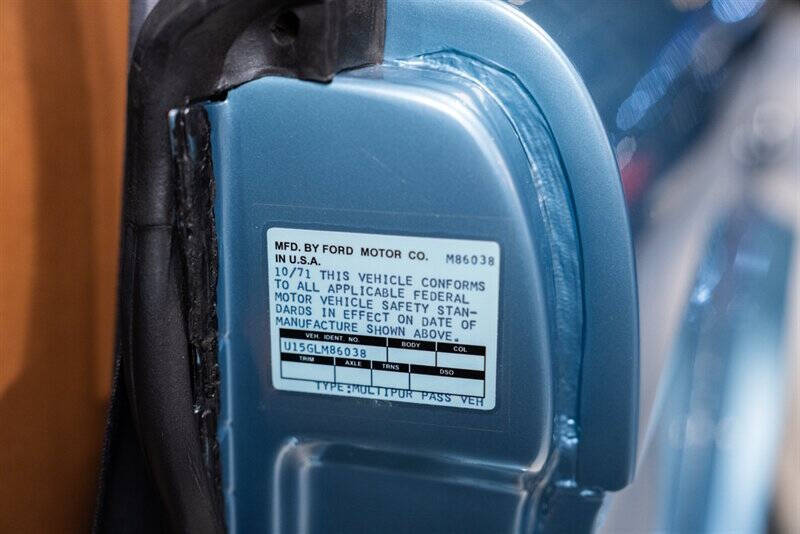 MFD. BY FORD MOTOR CO. M86038
IN U.S.A.
10/71 THIS VEHICLE CONFORMS
TO ALL APPLICABLE FEDERAL
MOTOR VEHICLE SAFETY STAN-
DARDS IN EFFECT ON DATE OF
MANUFACTURE SHOWN ABOVE.
VEH. IDENT. NO. BODY COL
U15GLM86038
TRIM AXLE TRNS DSO
TYPE:MULTIPUR PASS VEH